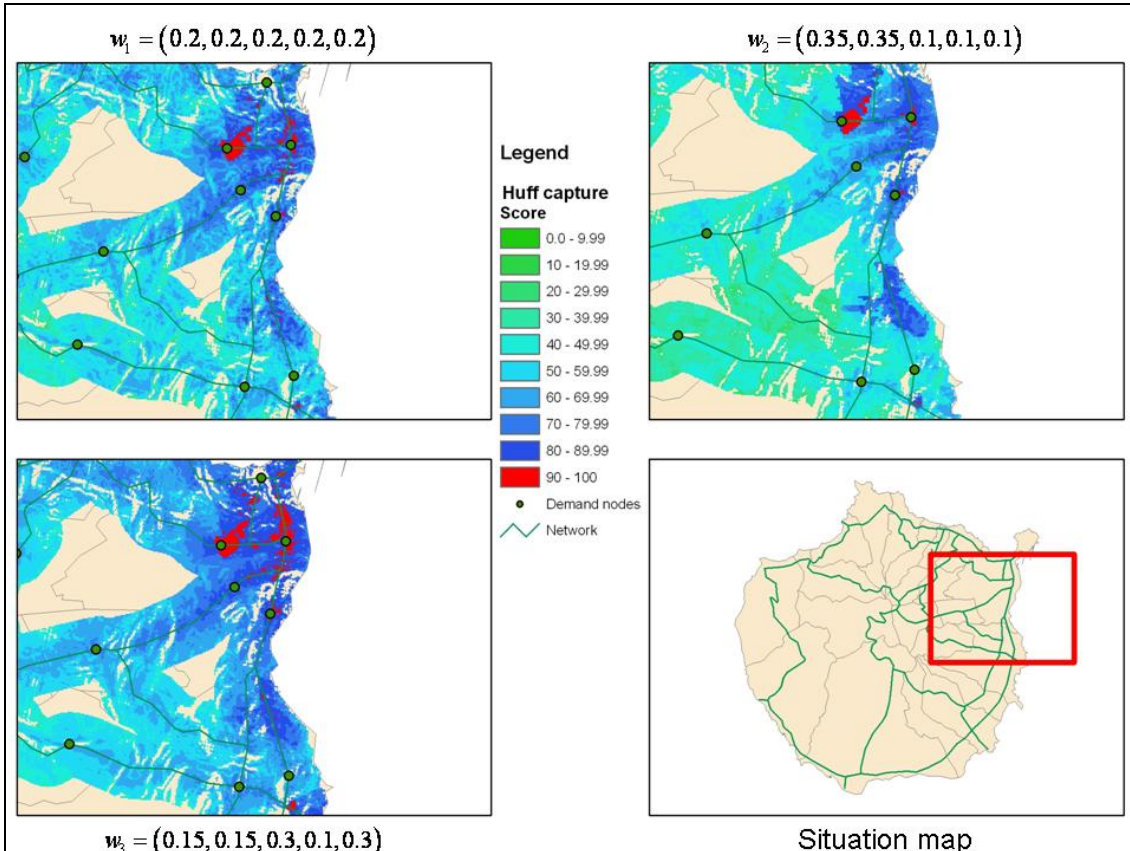 w₁ = (0.2, 0.2, 0.2, 0.2, 0.2)
w₂ = (0.35, 0.35, 0.1, 0.1, 0.1)
Legend
Huff capture
Score
0.0 - 9.99
10 - 19.99
20 - 29.99
30 - 39.99
40 - 49.99
50 - 59.99
60 - 69.99
70 - 79.99
80 - 89.99
90 - 100
Demand nodes
Network
w₃ = (0.15, 0.15, 0.3, 0.1, 0.3)
Situation map